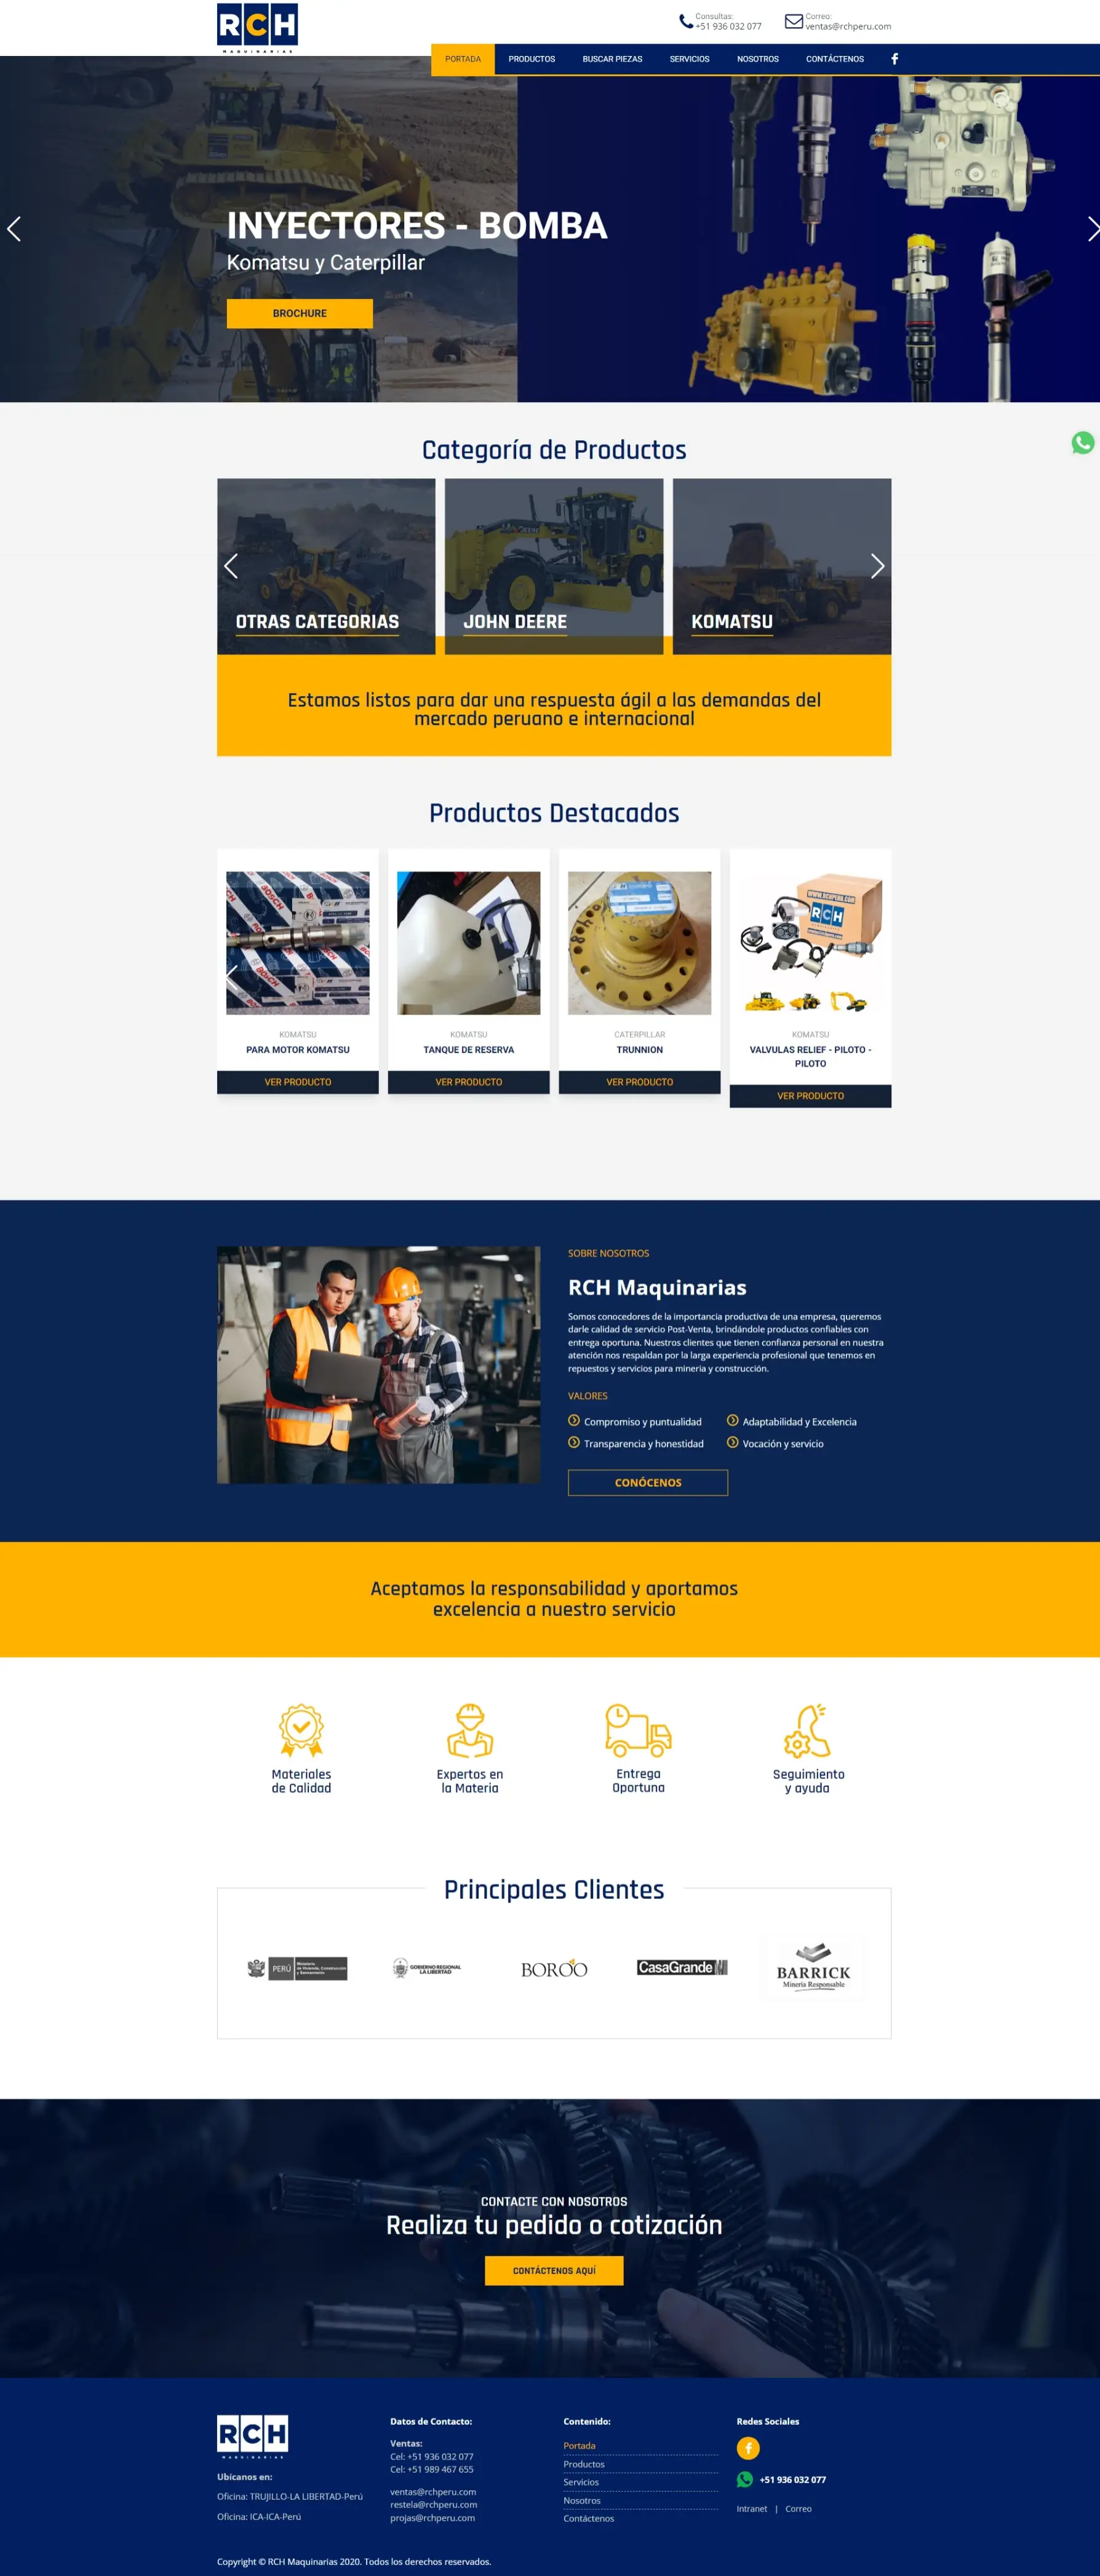 RCH
MAQUINARIAS
Consultas:
+51 936 032 077
Correo:
ventas@rchperu.com
PORTADA
PRODUCTOS
BUSCAR PIEZAS
SERVICIOS
NOSOTROS
CONTÁCTENOS
INYECTORES - BOMBA
Komatsu y Caterpillar
BROCHURE
Categoría de Productos
OTRAS CATEGORIAS
JOHN DEERE
KOMATSU
Estamos listos para dar una respuesta ágil a las demandas del
mercado peruano e internacional
Productos Destacados
BOSCH
WWW.RCHPERU.COM
RCH
KOMATSU
PARA MOTOR KOMATSU
VER PRODUCTO
KOMATSU
TANQUE DE RESERVA
VER PRODUCTO
CATERPILLAR
TRUNNION
VER PRODUCTO
KOMATSU
VALVULAS RELIEF - PILOTO -
PILOTO
VER PRODUCTO
SOBRE NOSOTROS
RCH Maquinarias
Somos conocedores de la importancia productiva de una empresa, queremos
darle calidad de servicio Post-Venta, brindándole productos confiables con
entrega oportuna. Nuestros clientes que tienen confianza personal en nuestra
atención nos respaldan por la larga experiencia profesional que tenemos en
repuestos y servicios para minería y construcción.
VALORES
Compromiso y puntualidad
Adaptabilidad y Excelencia
Transparencia y honestidad
Vocación y servicio
CONÓCENOS
Aceptamos la responsabilidad y aportamos
excelencia a nuestro servicio
Materiales
de Calidad
Expertos en
la Materia
Entrega
Oportuna
Seguimiento
y ayuda
Principales Clientes
PERÚ
Ministerio
de Vivienda, Construcción
y Saneamiento
GOBIERNO REGIONAL
LA LIBERTAD
BOROO
CasaGrande
BARRICK
Minería Responsable
CONTACTE CON NOSOTROS
Realiza tu pedido o cotización
CONTÁCTENOS AQUÍ
RCH
MAQUINARIAS
Ubícanos en:
Oficina: TRUJILLO-LA LIBERTAD-Perú
Oficina: ICA-ICA-Perú
Datos de Contacto:
Ventas:
Cel: +51 936 032 077
Cel: +51 989 467 655
ventas@rchperu.com
restela@rchperu.com
projas@rchperu.com
Contenido:
Portada
Productos
Servicios
Nosotros
Contáctenos
Redes Sociales
+51 936 032 077
Intranet | Correo
Copyright © RCH Maquinarias 2020. Todos los derechos reservados.